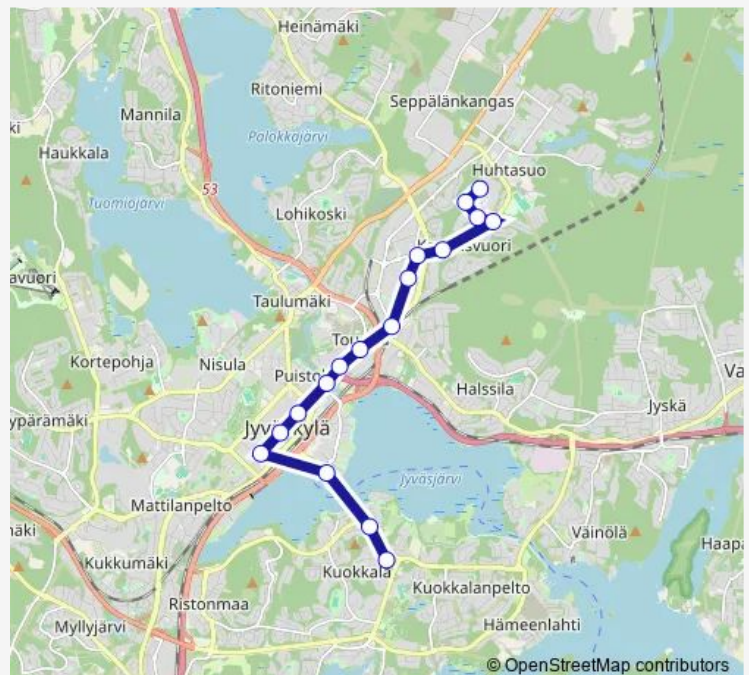 Heinämäki
Ritoniemi
Seppälänkangas
Mannila
Palokkajärvi
ki
Haukkala
Huhtasuo
53
Tuomiojärvi
Lohikoski
avuori
Taulumäki
Kortepohja
Nisula
Puisto
Halssila
Va
Jyskä
ypärämäki
Jyväskylä
Jyväsjärvi
Mattilanpelto
mäki
Väinölä
Haapa
Kukkumäki
Kuokkala
Kuokkalanpelto
Ristonmaa
Hämeenlahti
Myllyjärvi
© OpenStreetMap contributors